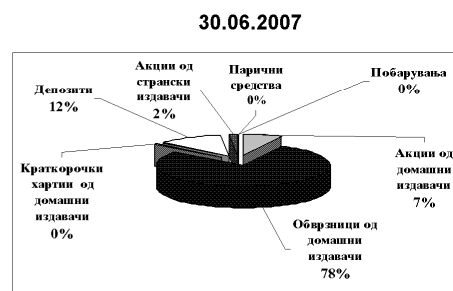 30.06.2007
Акции од
странски
издавачи
2%
Парични
средства
0%
Побарувања
0%
Депозити
12%
Краткорочки
хартии од
домашни
издавачи
0%
Акции од
домашни
издавачи
7%
Обврзници од
домашни
издавачи
78%